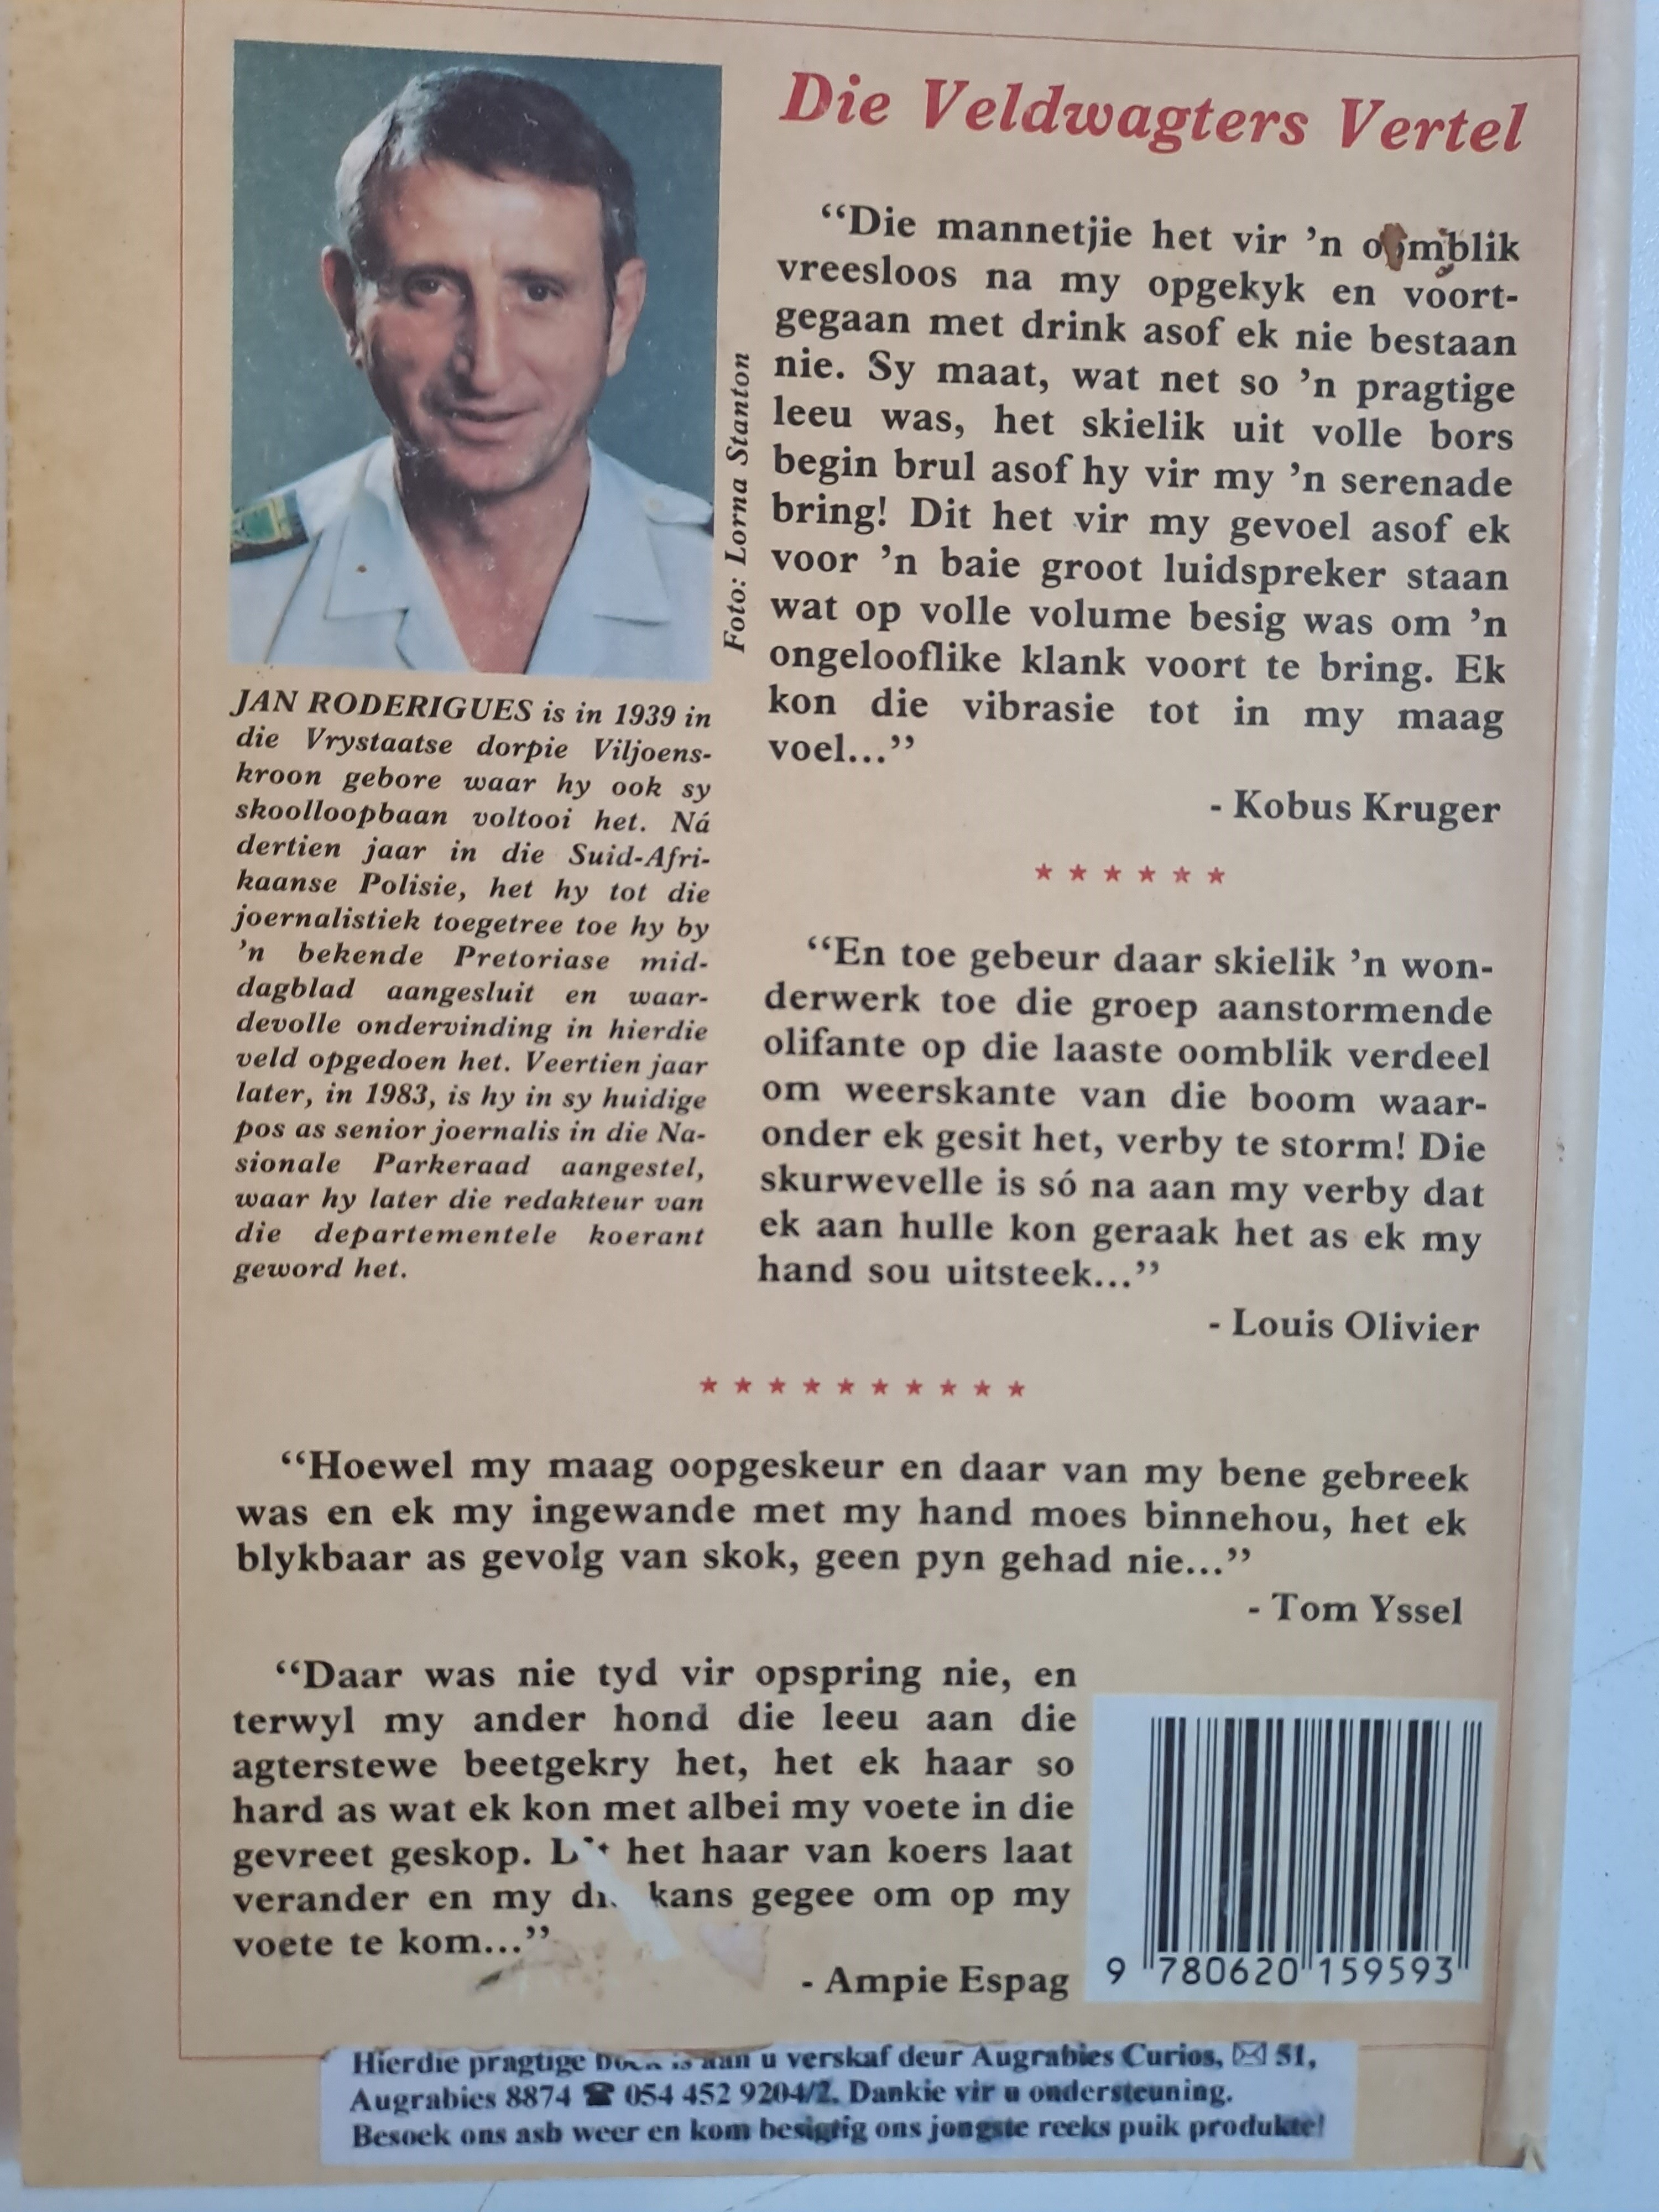 Die Veldwagters Vertel
“Die mannetjie het vir ’n oomblik
vreesloos na my opgekyk en voort-
gegaan met drink asof ek nie bestaan
nie. Sy maat, wat net so ’n pragtige
leeu was, het skielik uit volle bors
begin brul asof hy vir my ’n serenade
bring! Dit het vir my gevoel asof ek
voor ’n baie groot luidspreker staan
wat op volle volume besig was om ’n
ongelooflike klank voort te bring. Ek
kon die vibrasie tot in my maag
voel...”
- Kobus Kruger
Foto: Lorna Stanton
JAN RODERIGUES is in 1939 in
die Vrystaatse dorpie Viljoens-
kroon gebore waar hy ook sy
skoolloopbaan voltooi het. Ná
dertien jaar in die Suid-Afri-
kaanse Polisie, het hy tot die
joernalistiek toegetree toe hy by
’n bekende Pretoriase mid-
dagblad aangesluit en waar-
devolle ondervinding in hierdie
veld opgedoen het. Veertien jaar
later, in 1983, is hy in sy huidige
pos as senior joernalis in die Na-
sionale Parkeraad aangestel,
waar hy later die redakteur van
die departementele koerant
geword het.
★ ★ ★ ★ ★ ★
“En toe gebeur daar skielik ’n won-
derwerk toe die groep aanstormende
olifante op die laaste oomblik verdeel
om weerskante van die boom waar-
onder ek gesit het, verby te storm! Die
skurwevelle is só na aan my verby dat
ek aan hulle kon geraak het as ek my
hand sou uitsteek...”
- Louis Olivier
★ ★ ★ ★ ★ ★ ★ ★ ★ ★
“Hoewel my maag oopgeskeur en daar van my bene gebreek
was en ek my ingewande met my hand moes binnehou, het ek
blykbaar as gevolg van skok, geen pyn gehad nie...”
- Tom Yssel
“Daar was nie tyd vir opspring nie, en
terwyl my ander hond die leeu aan die
agterstewe beetgekry het, het ek haar so
hard as wat ek kon met albei my voete in die
gevreet geskop. het haar van koers laat
verander en my kans gegee om op my
voete te kom...”
- Ampie Espag
9 780620 159593
Hierdie pragtige boek is aan u verskaf deur Augrabies Curios, ✉ 51,
Augrabies 8874 ☎ 054 452 9204/2. Dankie vir u ondersteuning.
Besoek ons asb weer en kom besigtig ons jongste reeks puik produkte!